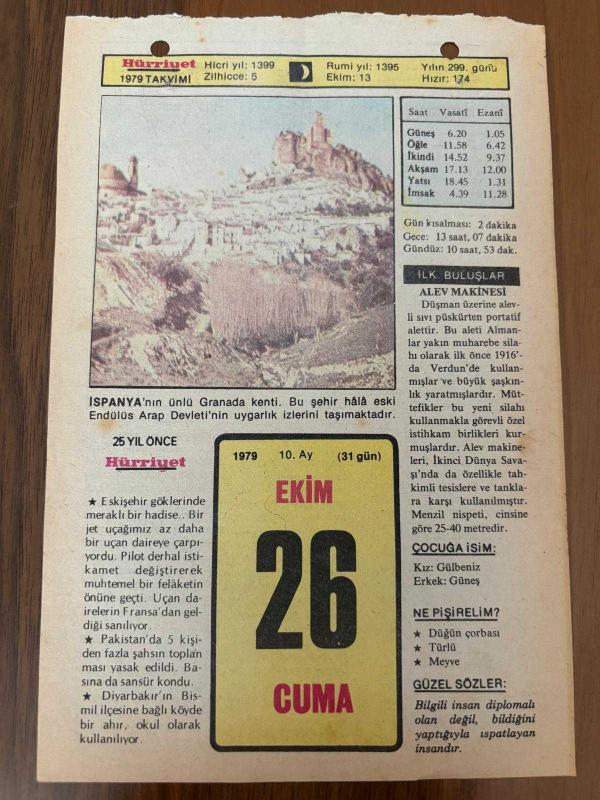 Hürriyet
1979 TAKVİMİ
Hicri yıl: 1399
Zilhicce: 5
Rumi yıl: 1395
Ekim: 13
Yılın 299. günü
Hızır: 174
Saat Vasatî Ezanî
Güneş 6.20 1.05
Öğle 11.58 6.42
İkindi 14.52 9.37
Akşam 17.13 12.00
Yatsı 18.45 1.31
İmsak 4.39 11.28
Gün kısalması: 2 dakika
Gece: 13 saat, 07 dakika
Gündüz: 10 saat, 53 dak.
İSPANYA'nın ünlü Granada kenti. Bu şehir hâlâ eski
Endülüs Arap Devleti'nin uygarlık izlerini taşımaktadır.
25 YIL ÖNCE
Hürriyet
★ Eskişehir göklerinde
meraklı bir hadise.. Bir
jet uçağımız az daha
bir uçan daireye çarpı-
yordu. Pilot derhal isti-
kamet değiştirerek
muhtemel bir felâketin
önüne geçti. Uçan da-
irelerin Fransa'dan gel-
diği sanılıyor.
★ Pakistan'da 5 kişi-
den fazla şahsın toplan
ması yasak edildi. Ba-
sına da sansür kondu.
★ Diyarbakır'ın Bis-
mil ilçesine bağlı köyde
bir ahır, okul olarak
kullanılıyor.
1979 10. Ay (31 gün)
EKİM
26
CUMA
İLK BULUŞLAR
ALEV MAKİNESİ
Düşman üzerine alev-
li sıvı püskürten portatif
alettir. Bu aleti Alman-
lar yakın muharebe sila-
hı olarak ilk önce 1916'-
da Verdun'de kullan-
mışlar ve büyük şaşkın-
lık yaratmışlardır. Müt-
tefikler bu yeni silahı
kullanmakla görevli özel
istihkam birlikleri kur-
muşlardır. Alev makine-
leri, İkinci Dünya Sava-
şı'nda da özellikle tah-
kimli tesislere ve tankla-
ra karşı kullanılmıştır.
Menzil nispeti, cinsine
göre 25-40 metredir.
ÇOCUĞA İSİM:
Kız: Gülbeniz
Erkek: Güneş
NE PİŞİRELİM?
★ Düğün çorbası
★ Türlü
★ Meyve
GÜZEL SÖZLER:
Bilgili insan diplomalı
olan değil, bildiğini
yaptığıyla ispatlayan
insandır.